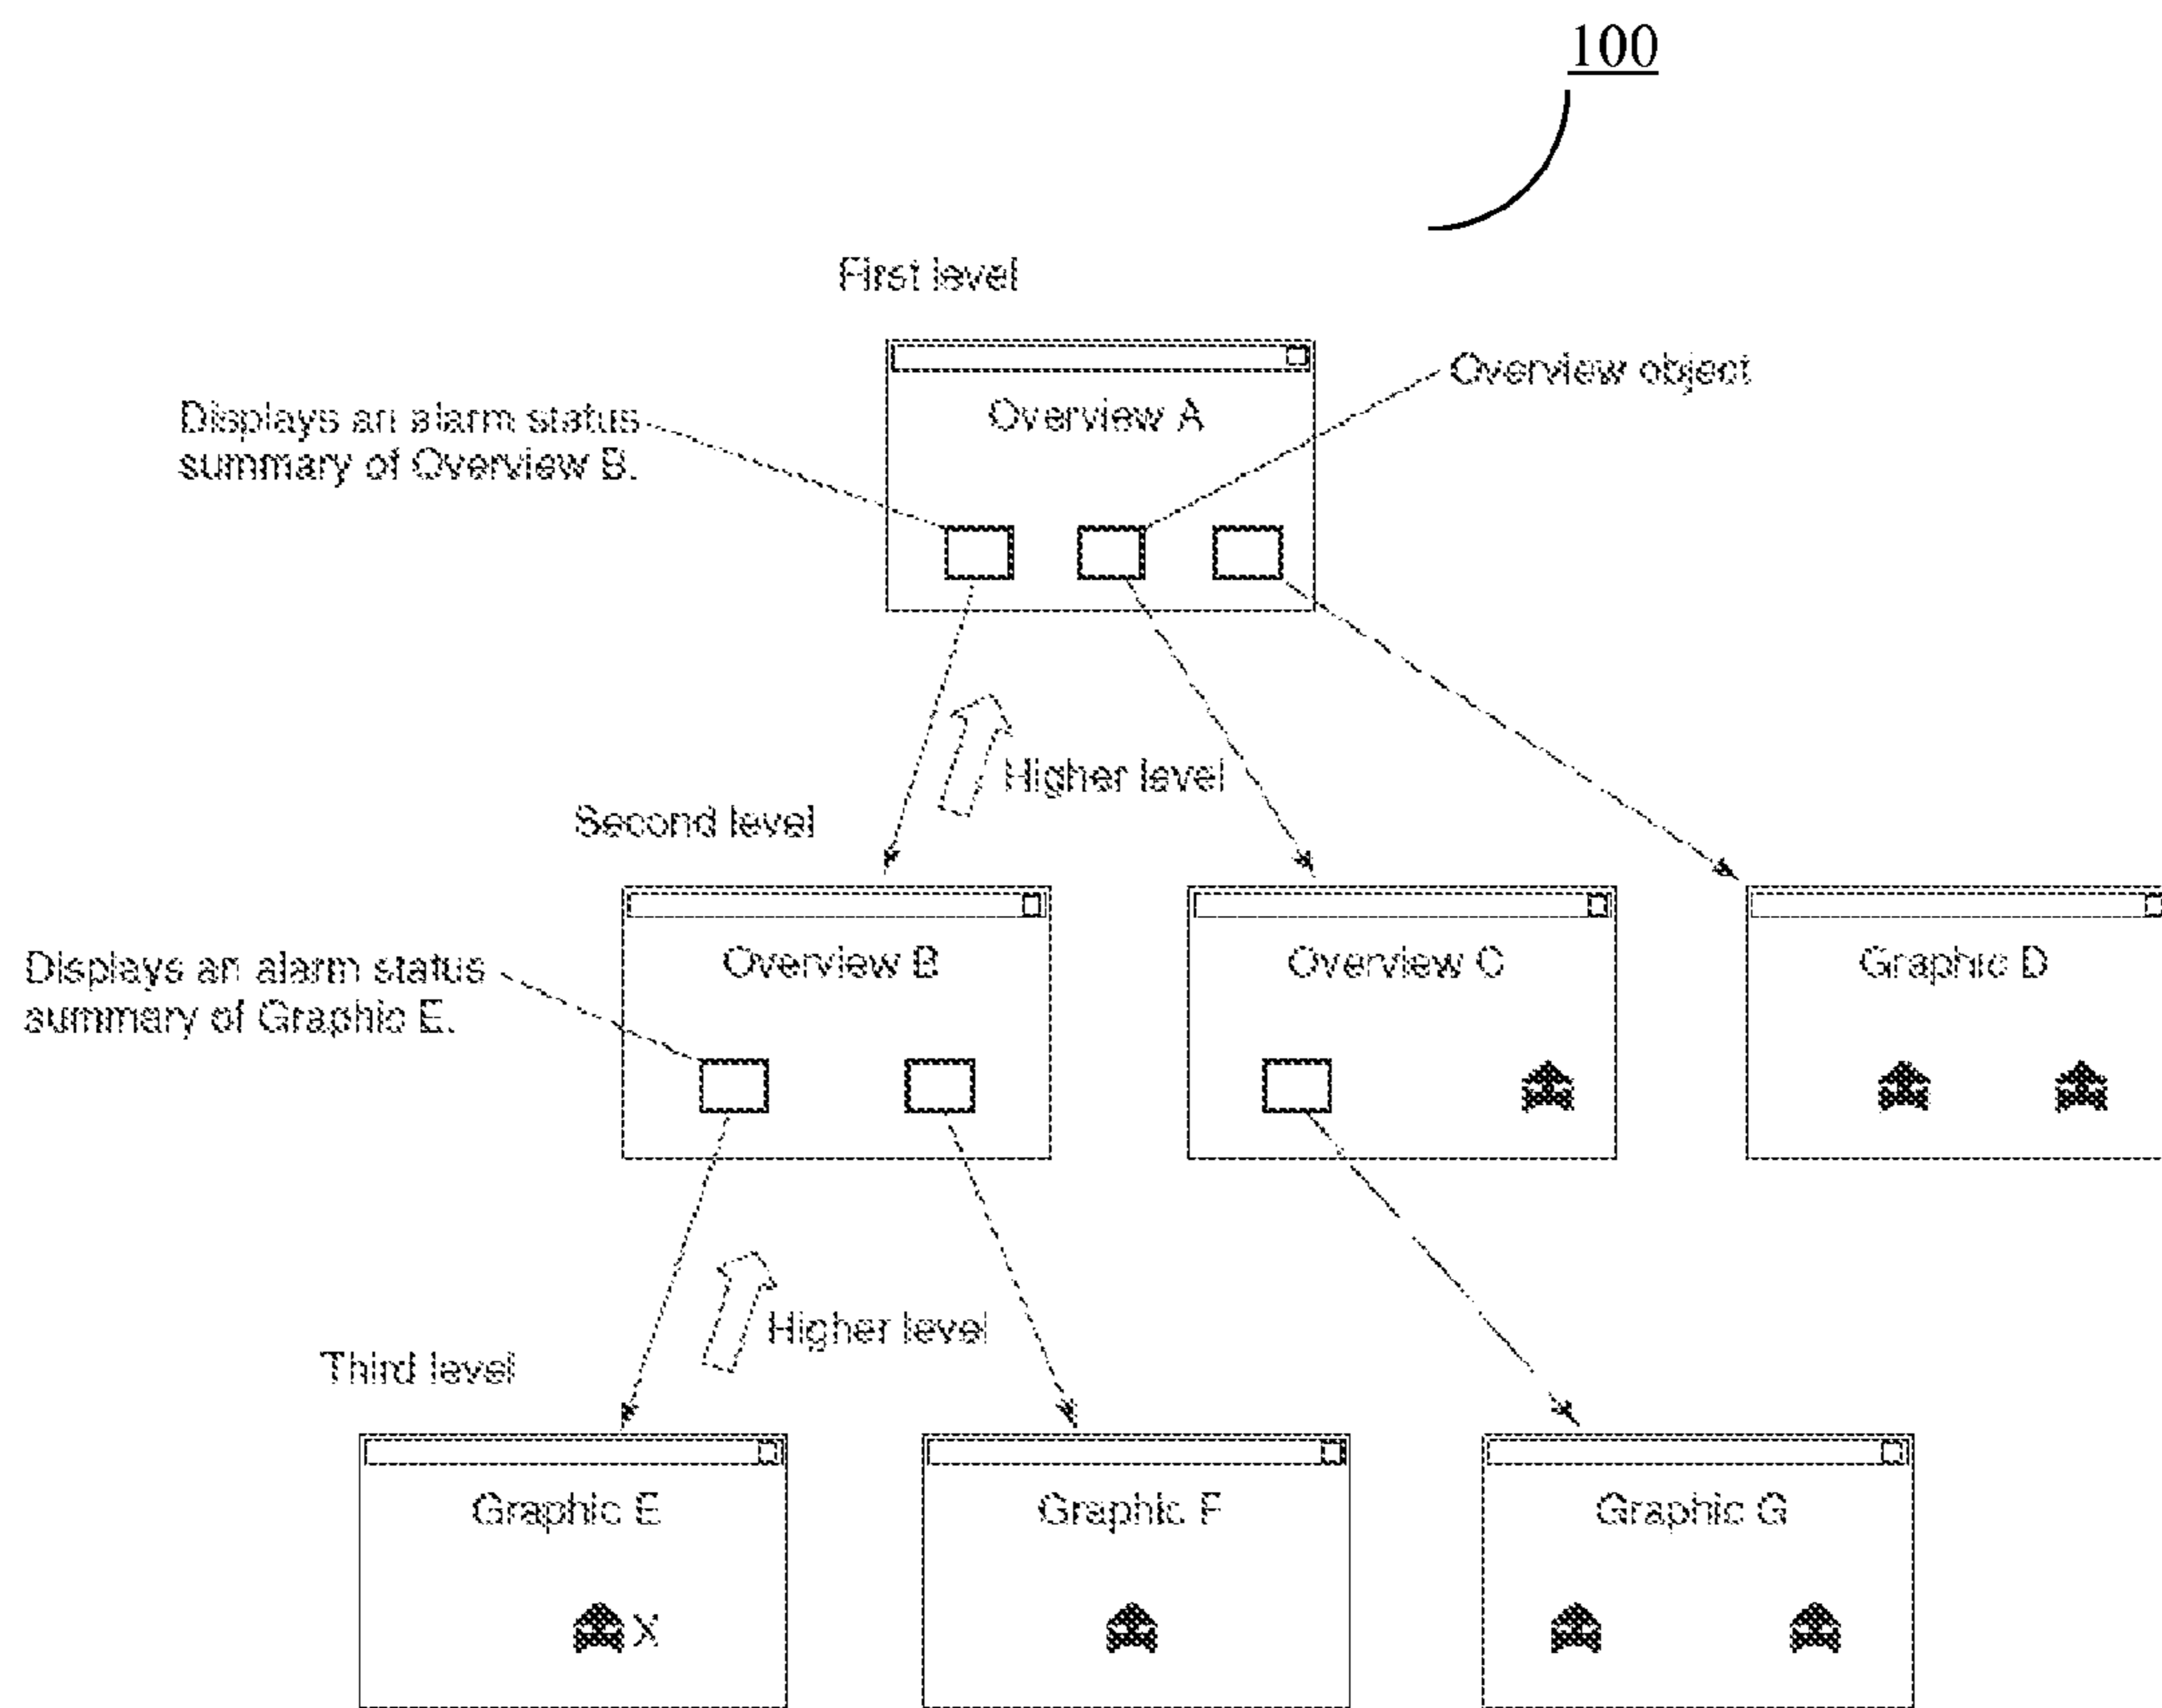 100
First level
Overview object
Overview A
Displays an alarm status
summary of Overview B.
Higher level
Second level
Overview B
Overview C
Graphic D
Displays an alarm status
summary of Graphic E.
Higher level
Third level
Graphic E
Graphic F
Graphic G
X